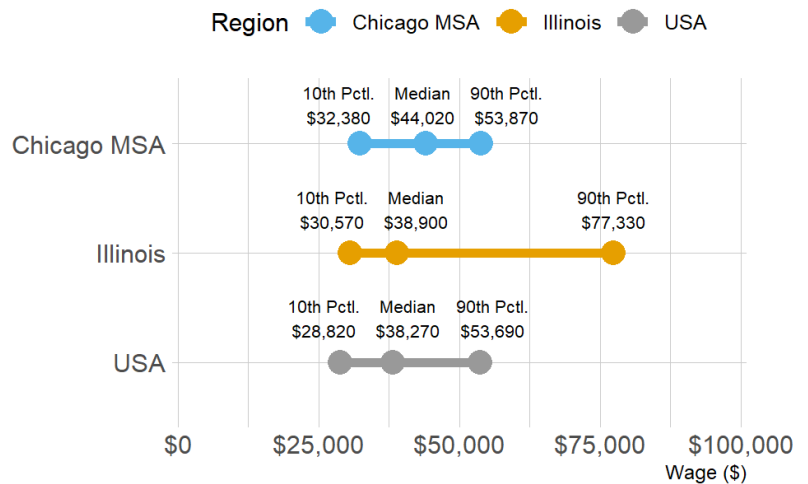 Region Chicago MSA Illinois USA
10th Pctl. Median 90th Pctl.
$32,380 $44,020 $53,870
Chicago MSA
10th Pctl. Median 90th Pctl.
$30,570 $38,900 $77,330
Illinois
10th Pctl. Median 90th Pctl.
$28,820 $38,270 $53,690
USA
$0 $25,000 $50,000 $75,000 $100,000
Wage ($)